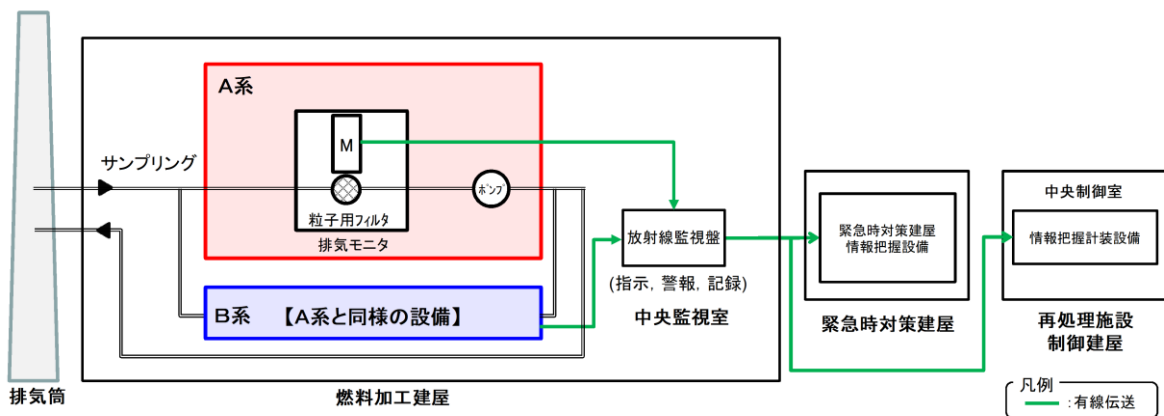 A系
M
サンプリング
ポンプ
粒子用フィルタ
排気モニタ
B系 【A系と同様の設備】
放射線監視盤
(指示, 警報, 記録)
中央監視室
緊急時対策建屋
情報把握設備
緊急時対策建屋
中央制御室
情報把握計装設備
再処理施設
制御建屋
排気筒
燃料加工建屋
凡例
:有線伝送